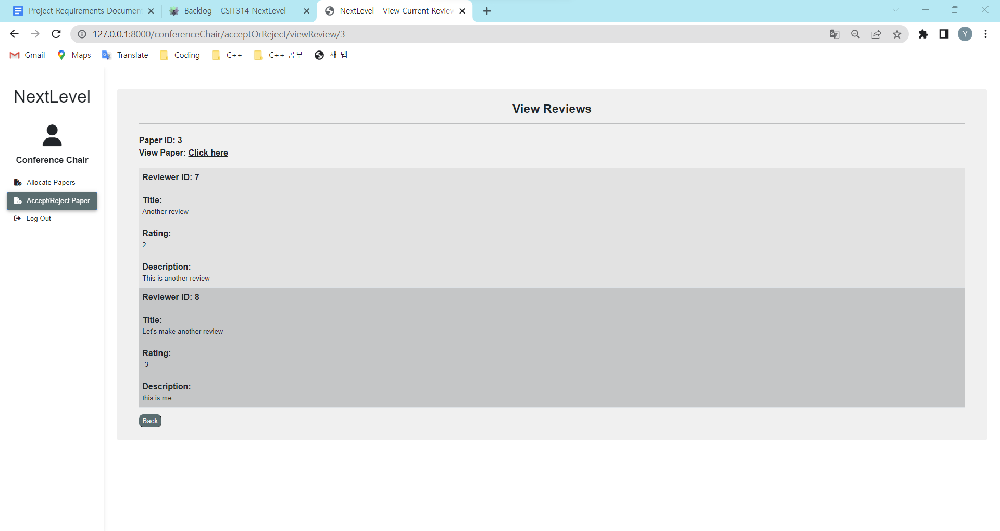 Project Requirements Document
Backlog - CSIT314 NextLevel
NextLevel - View Current Review
127.0.0.1:8000/conferenceChair/acceptOrReject/viewReview/3
Y
Gmail
Maps
Translate
Coding
C++
C++ 공부
새 탭
NextLevel
Conference Chair
Allocate Papers
Accept/Reject Paper
Log Out
View Reviews
Paper ID: 3
View Paper: Click here
Reviewer ID: 7
Title:
Another review
Rating:
2
Description:
This is another review
Reviewer ID: 8
Title:
Let's make another review
Rating:
-3
Description:
this is me
Back